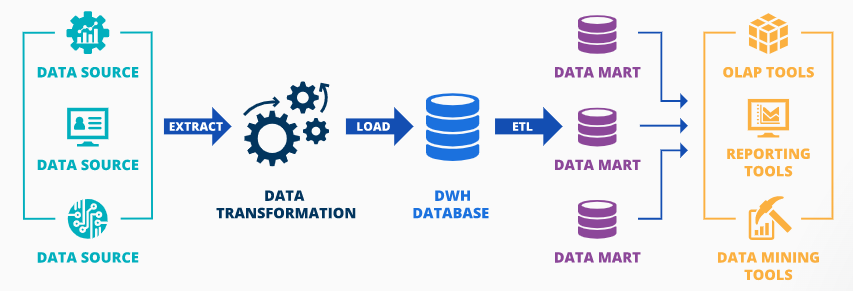 DATA SOURCE
DATA SOURCE
DATA SOURCE
EXTRACT
DATA
TRANSFORMATION
LOAD
DWH
DATABASE
ETL
DATA MART
DATA MART
DATA MART
OLAP TOOLS
REPORTING
TOOLS
DATA MINING
TOOLS